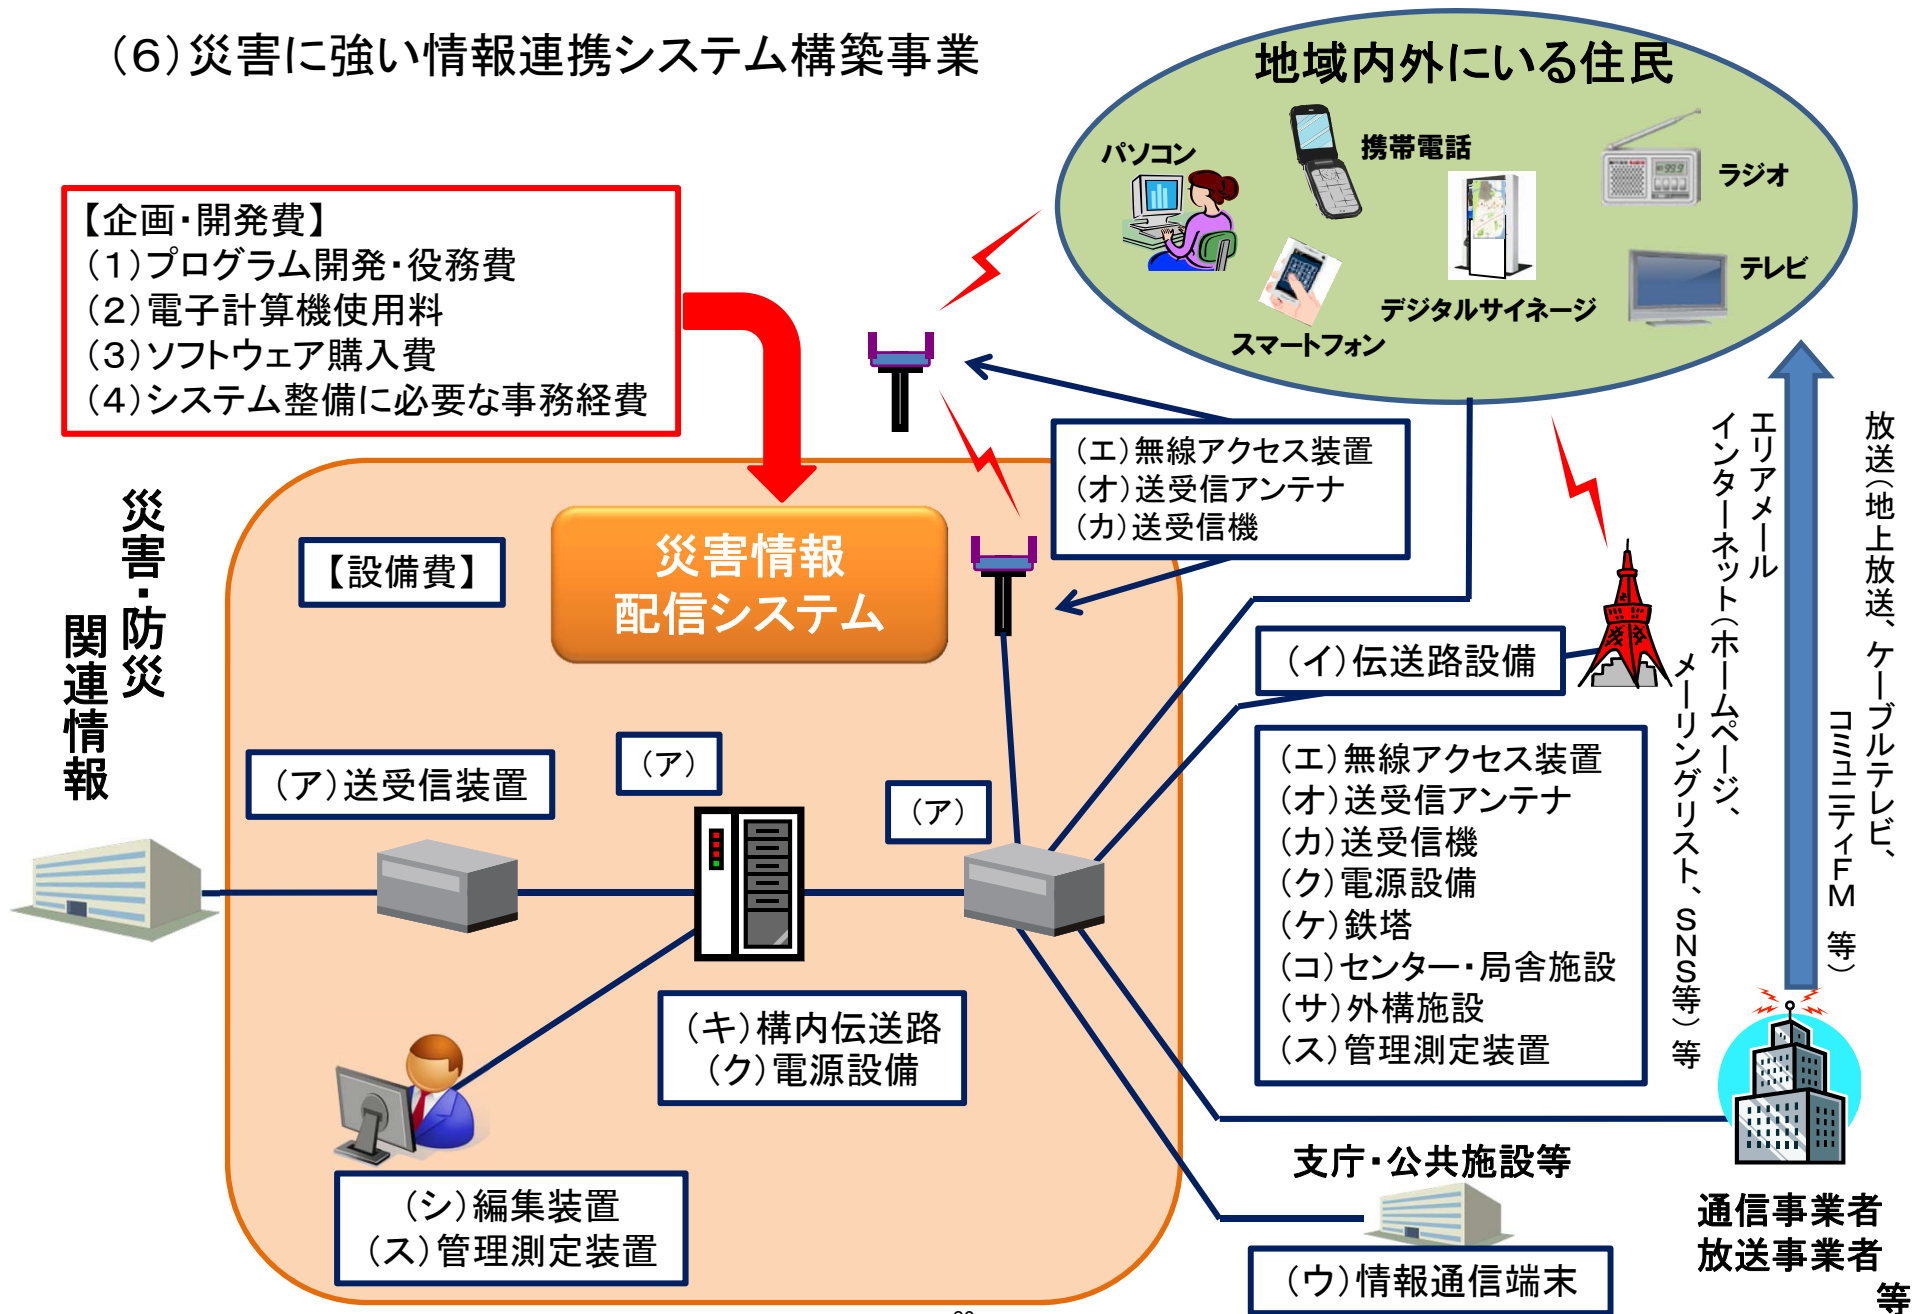 （６）災害に強い情報連携システム構築事業
地域内外にいる住民
パソコン
携帯電話
ラジオ
スマートフォン
デジタルサイネージ
テレビ
【企画・開発費】
（１）プログラム開発・役務費
（２）電子計算機使用料
（３）ソフトウェア購入費
（４）システム整備に必要な事務経費
災害・防災
関連情報
【設備費】
災害情報
配信システム
（エ）無線アクセス装置
（オ）送受信アンテナ
（カ）送受信機
（イ）伝送路設備
（ア）送受信装置
（ア）
（ア）
（エ）無線アクセス装置
（オ）送受信アンテナ
（カ）送受信機
（ク）電源設備
（ケ）鉄塔
（コ）センター・局舎施設
（サ）外構施設
（ス）管理測定装置
（キ）構内伝送路
（ク）電源設備
（シ）編集装置
（ス）管理測定装置
支庁・公共施設等
（ウ）情報通信端末
放送（地上放送、ケーブルテレビ、
コミュニティＦＭ 等）
エリアメール
インターネット（ホームページ、
メーリングリスト、ＳＮＳ等）等
通信事業者
放送事業者
等